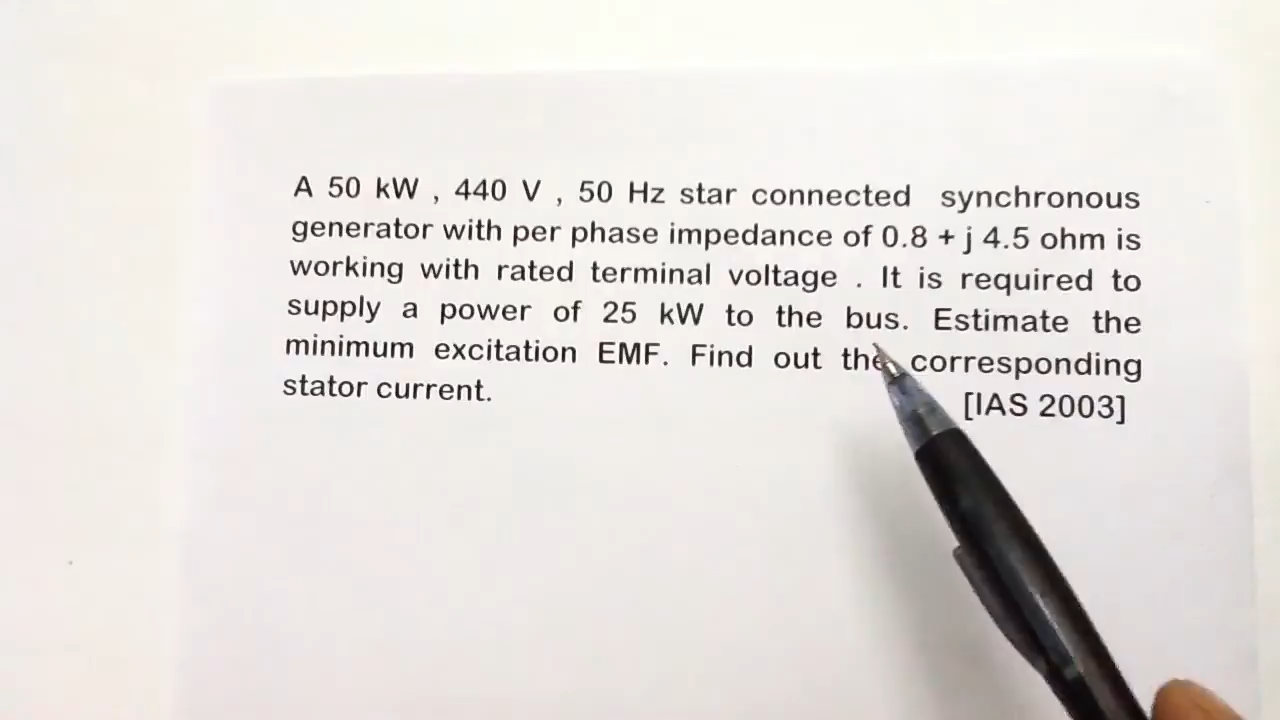 A 50 kW , 440 V , 50 Hz star connected synchronous
generator with per phase impedance of 0.8 + j 4.5 ohm is
working with rated terminal voltage . It is required to
supply a power of 25 kW to the bus. Estimate the
minimum excitation EMF. Find out the corresponding
stator current.
[IAS 2003]